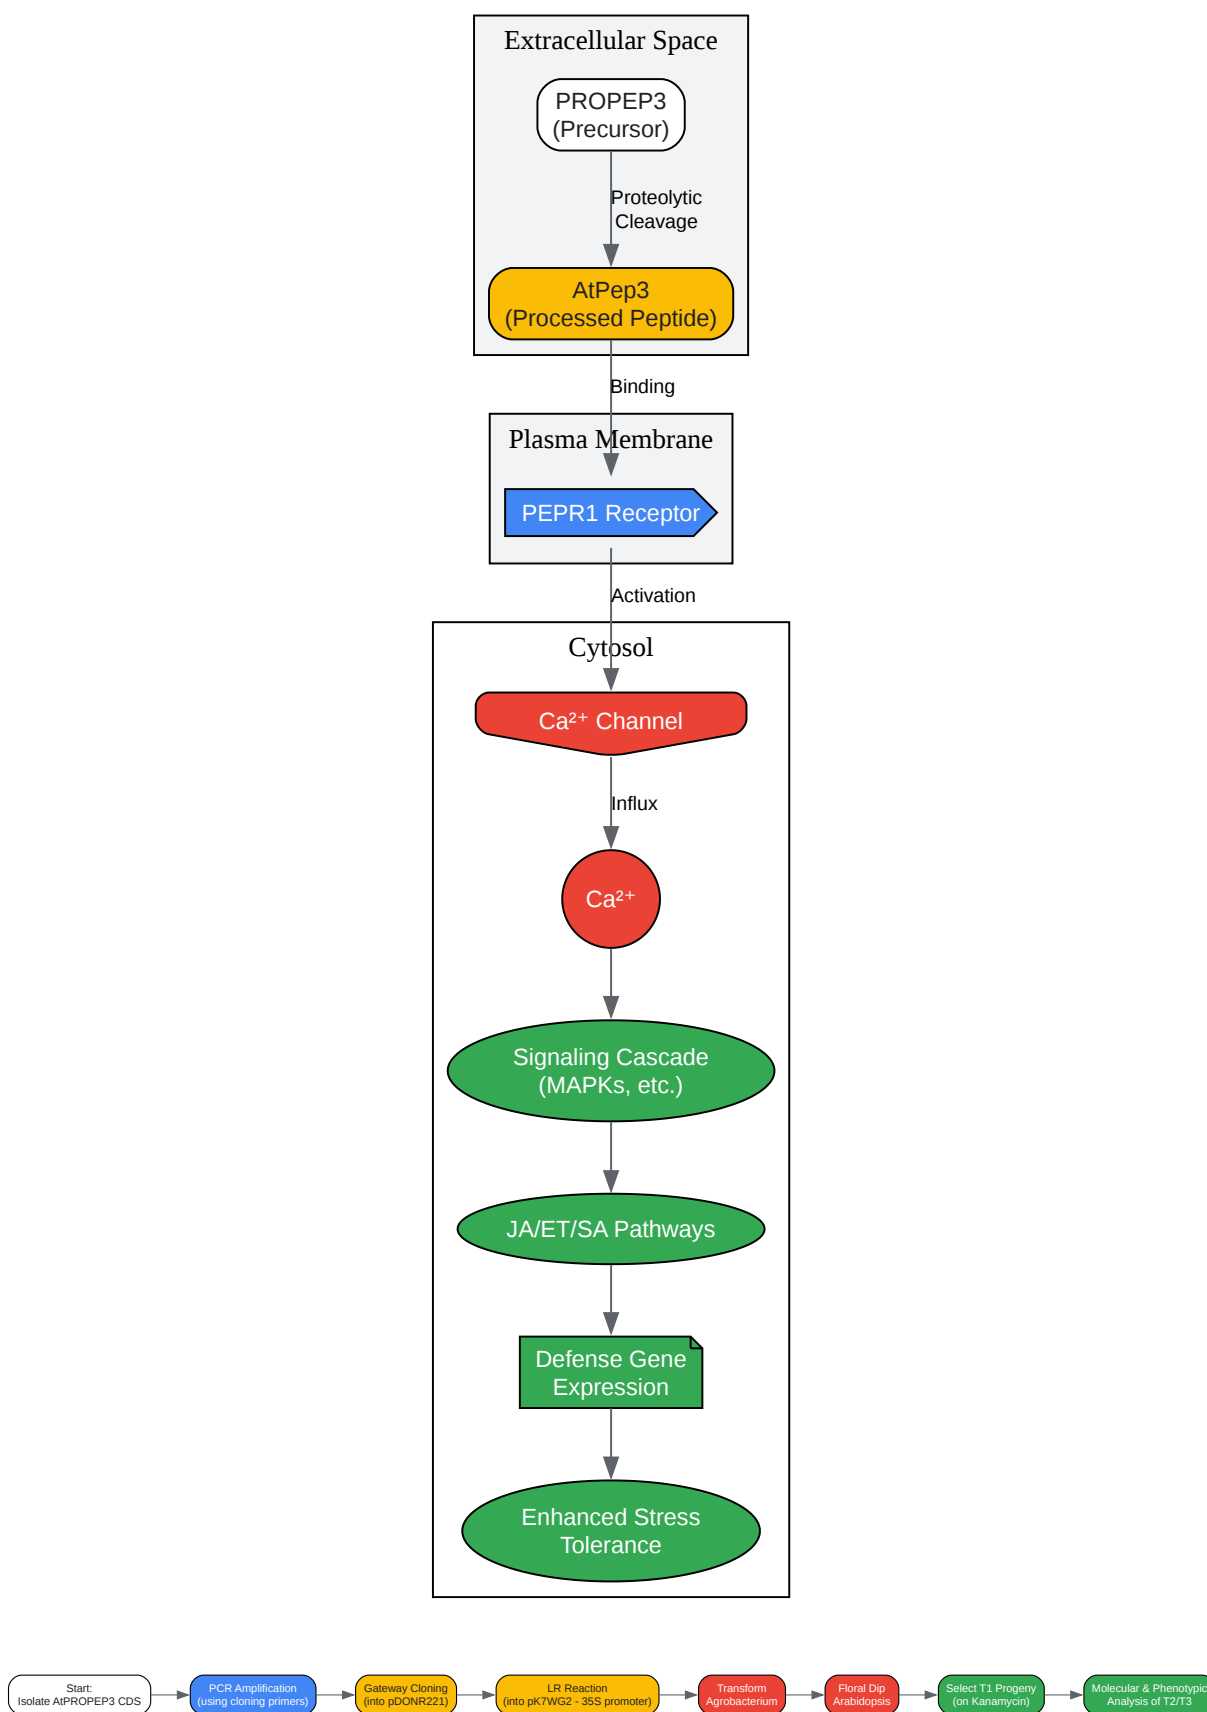 Extracellular Space
PROPEP3
(Precursor)
Proteolytic
Cleavage
AtPep3
(Processed Peptide)
Binding
Plasma Membrane
PEPR1 Receptor
Activation
Cytosol
Ca²⁺ Channel
Influx
Ca²⁺
Signaling Cascade
(MAPKs, etc.)
JA/ET/SA Pathways
Defense Gene
Expression
Enhanced Stress
Tolerance
Start:
Isolate AtPROPEP3 CDS
PCR Amplification
(using cloning primers)
Gateway Cloning
(into pDONR221)
LR Reaction
(into pK7WG2 - 35S promoter)
Transform
Agrobacterium
Floral Dip
Arabidopsis
Select T1 Progeny
(on Kanamycin)
Molecular & Phenotypic
Analysis of T2/T3